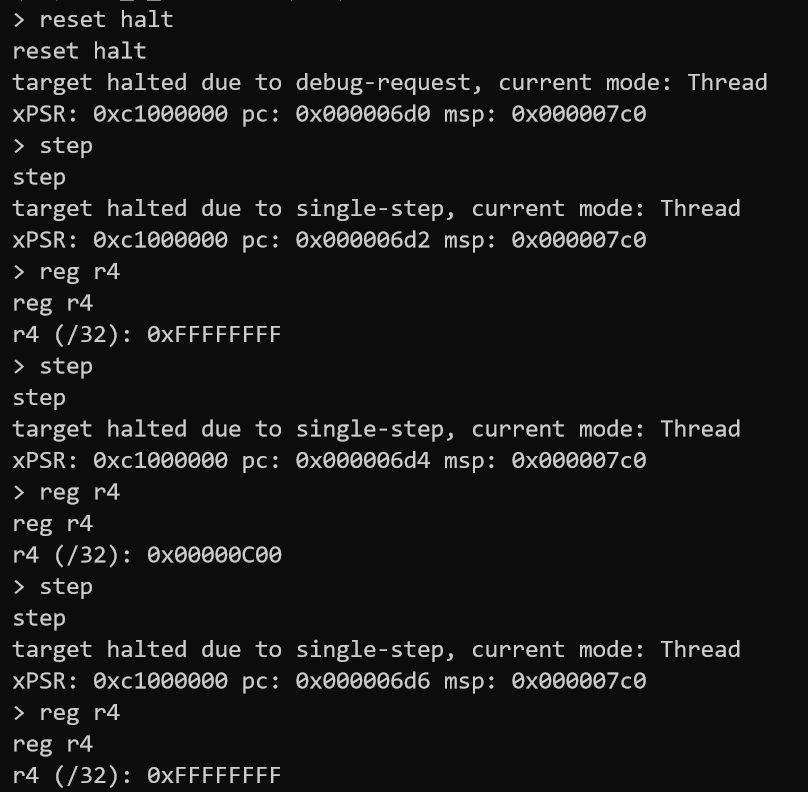 > reset halt
reset halt
target halted due to debug-request, current mode: Thread
xPSR: 0xc1000000 pc: 0x000006d0 msp: 0x000007c0
> step
step
target halted due to single-step, current mode: Thread
xPSR: 0xc1000000 pc: 0x000006d2 msp: 0x000007c0
> reg r4
reg r4
r4 (/32): 0xFFFFFFFF
> step
step
target halted due to single-step, current mode: Thread
xPSR: 0xc1000000 pc: 0x000006d4 msp: 0x000007c0
> reg r4
reg r4
r4 (/32): 0x00000C00
> step
step
target halted due to single-step, current mode: Thread
xPSR: 0xc1000000 pc: 0x000006d6 msp: 0x000007c0
> reg r4
reg r4
r4 (/32): 0xFFFFFFFF